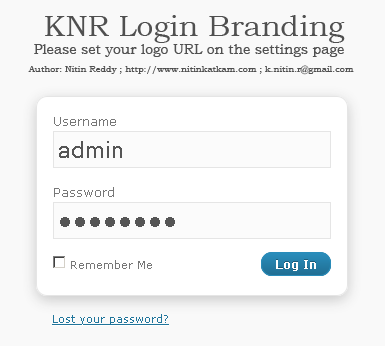 KNR Login Branding
Please set your logo URL on the settings page
Author: Nitin Reddy ; http://www.nitinkatkam.com ; k.nitin.r@gmail.com
Username
admin
Password
●●●●●●●●
Remember Me
Log In
Lost your password?